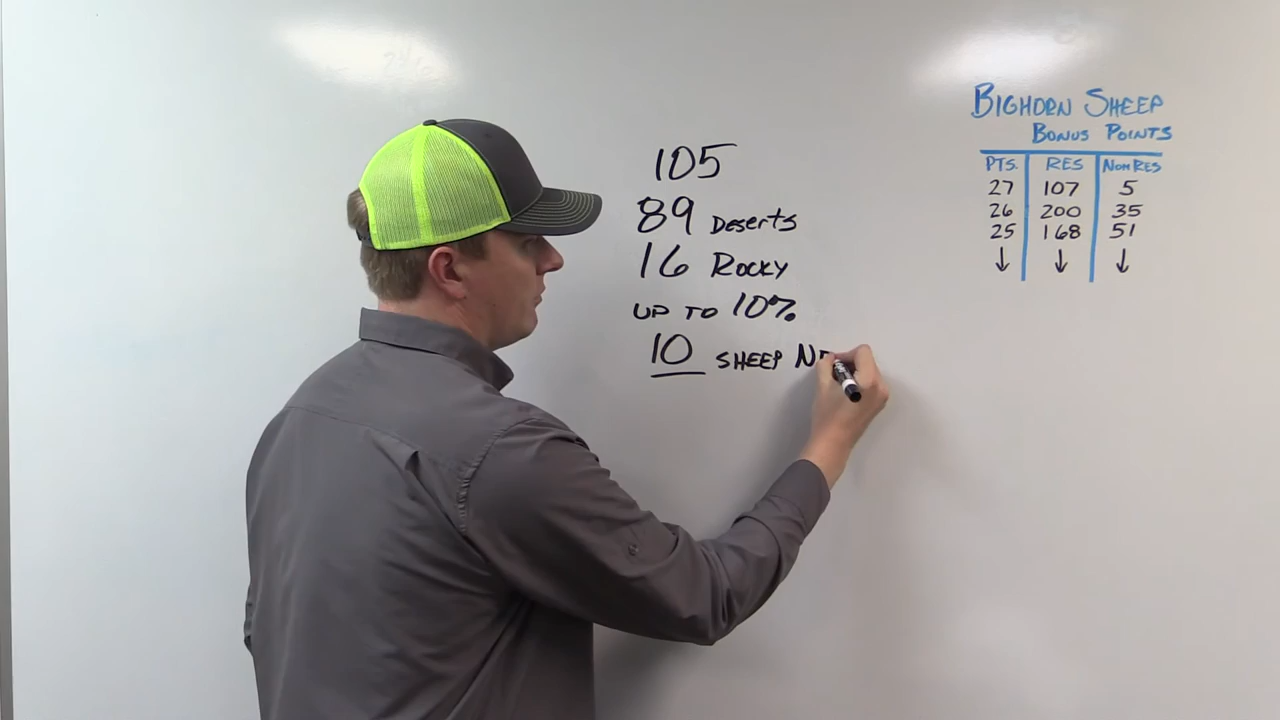 105
89 Deserts
16 Rocky
UP TO 10%
10 SHEEP
BIGHORN SHEEP
BONUS POINTS
PTS. RES NON RES
27 107 5
26 200 35
25 168 51
↓ ↓ ↓